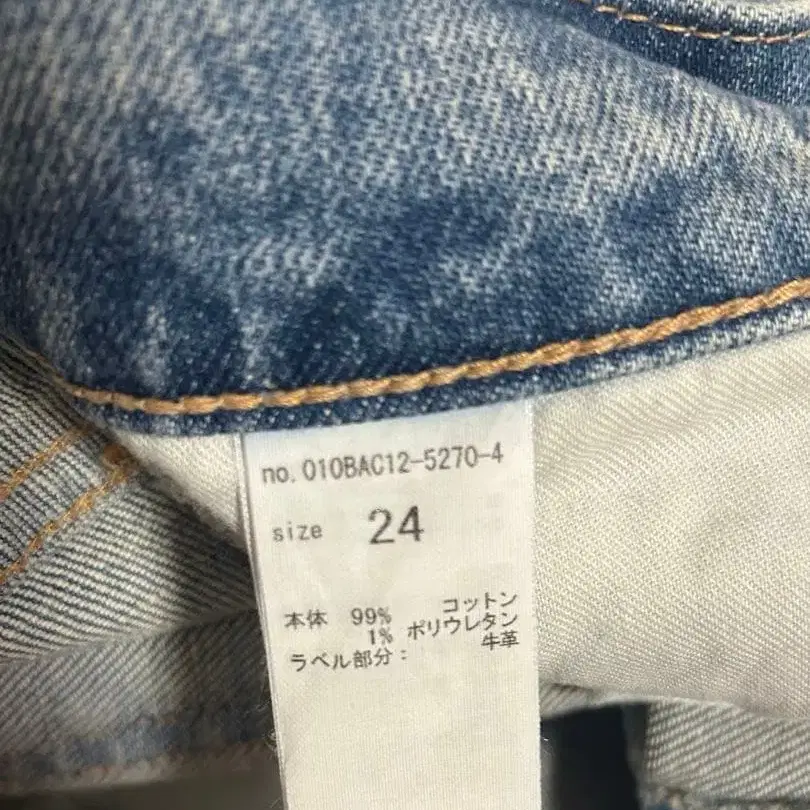 no.010BAC12-5270-4
size 24
本体 99% コットン
1% ポリウレタン
ラベル部分： 牛革